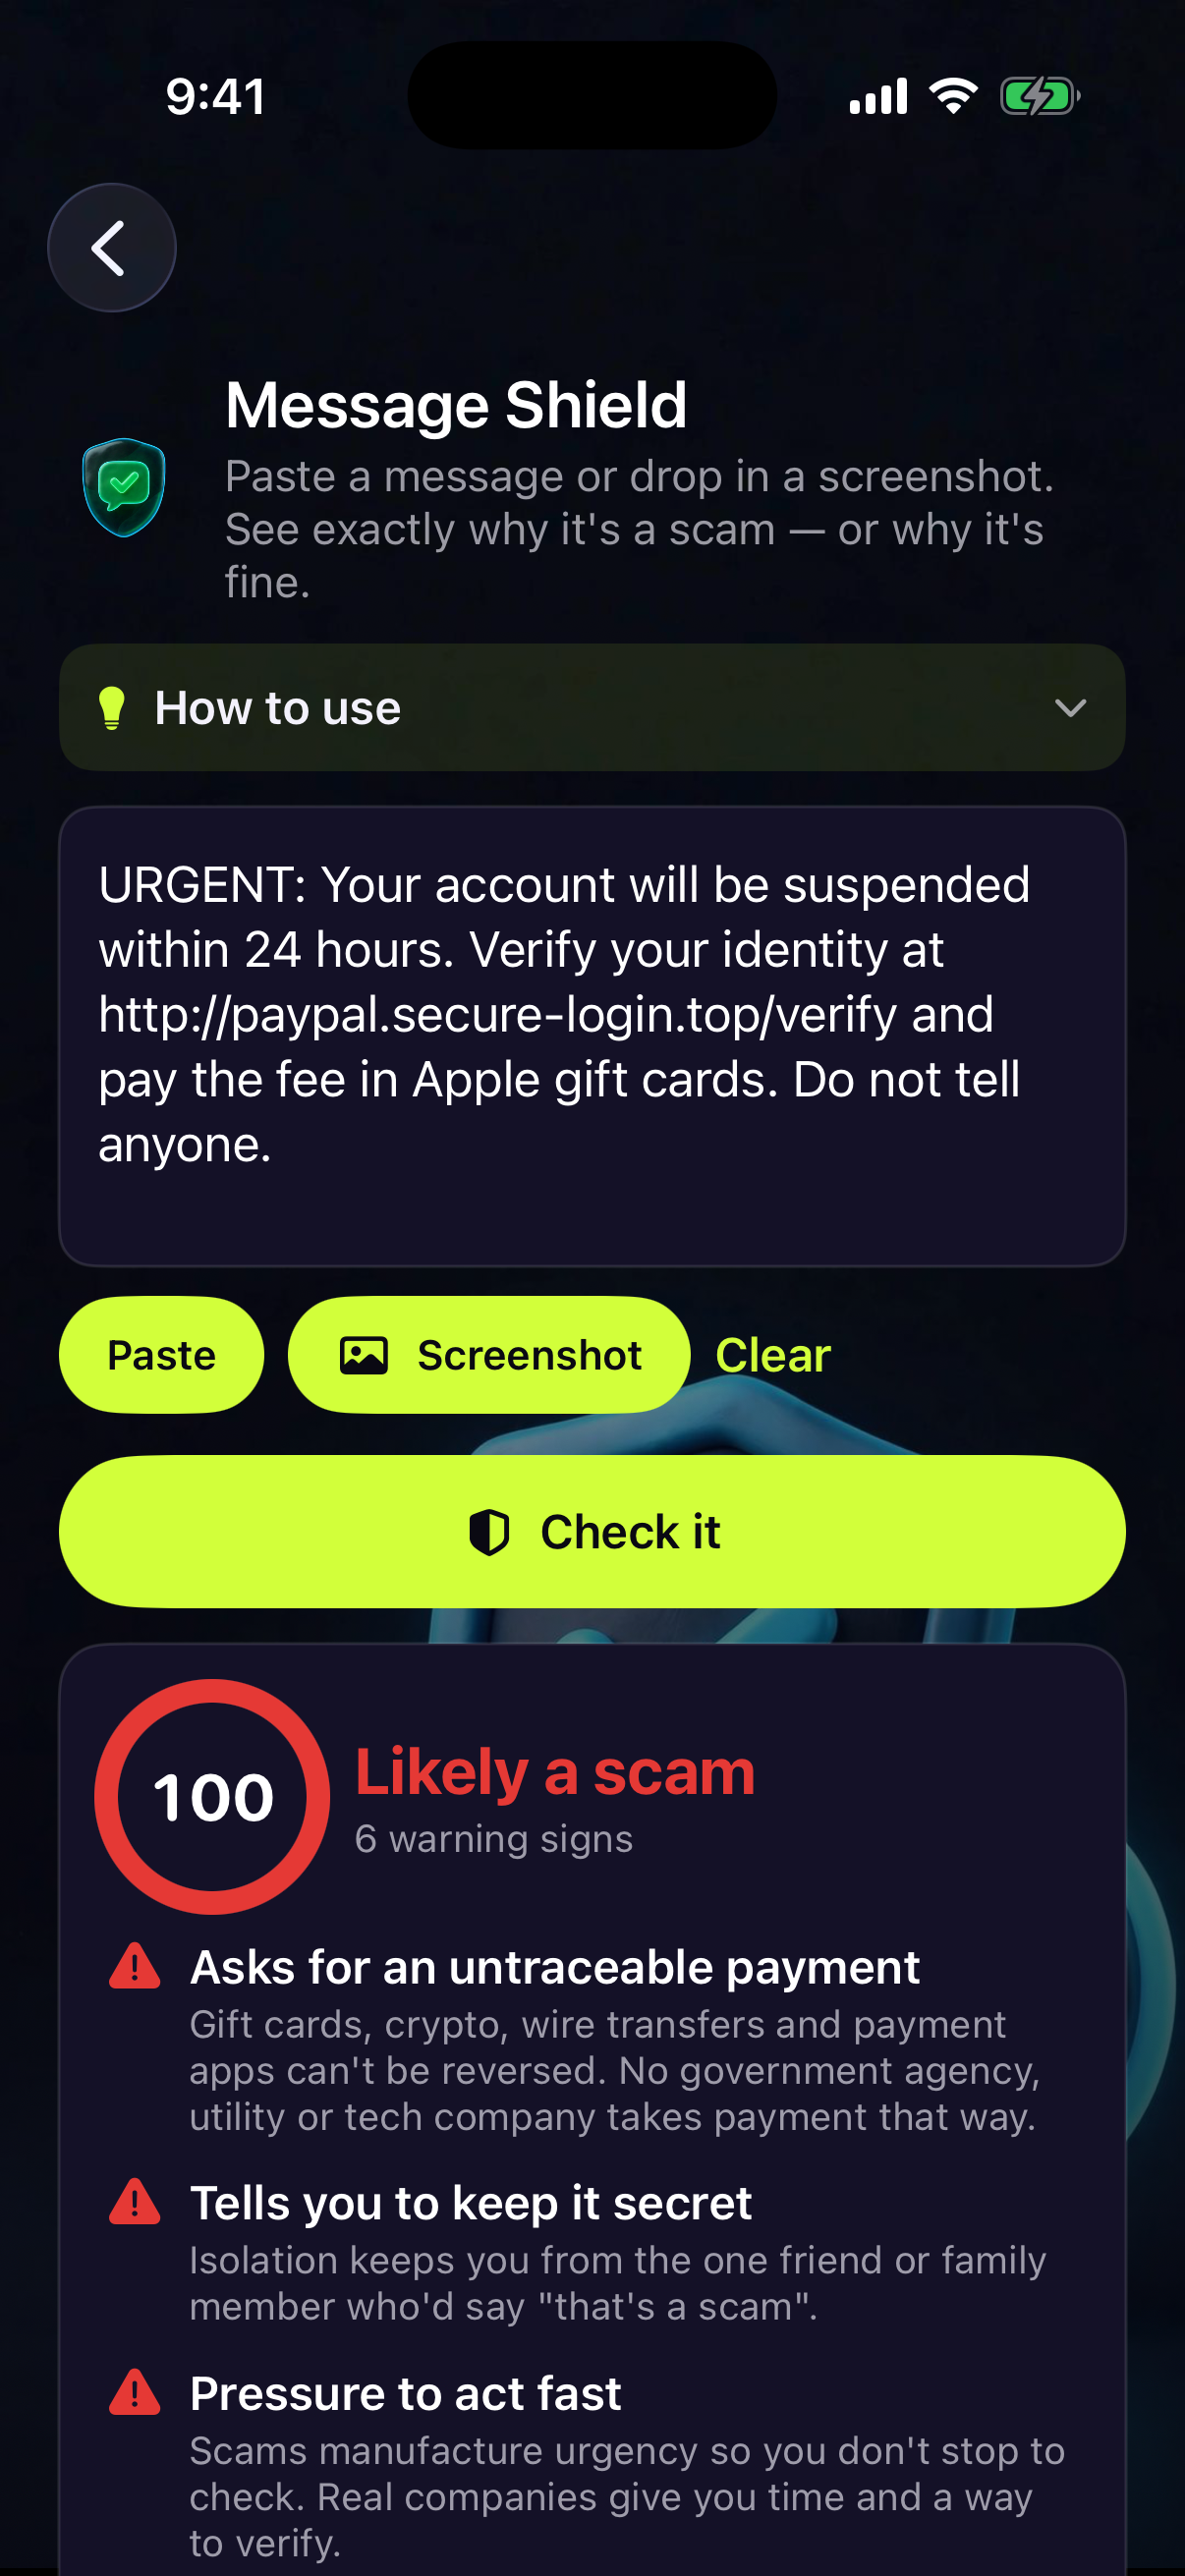 9:41
Message Shield
Paste a message or drop in a screenshot.
See exactly why it's a scam — or why it's
fine.
How to use
URGENT: Your account will be suspended
within 24 hours. Verify your identity at
http://paypal.secure-login.top/verify and
pay the fee in Apple gift cards. Do not tell
anyone.
Paste
Screenshot
Clear
Check it
100
Likely a scam
6 warning signs
Asks for an untraceable payment
Gift cards, crypto, wire transfers and payment
apps can't be reversed. No government agency,
utility or tech company takes payment that way.
Tells you to keep it secret
Isolation keeps you from the one friend or family
member who'd say "that's a scam".
Pressure to act fast
Scams manufacture urgency so you don't stop to
check. Real companies give you time and a way
to verify.